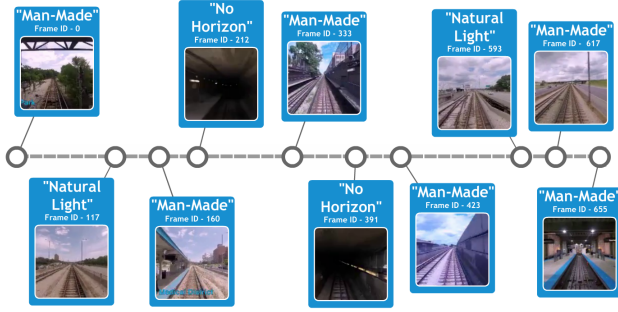 "Man-Made"
Frame ID - 0
"No
Horizon"
Frame ID - 212
"Man-Made"
Frame ID - 333
"Natural
Light"
Frame ID - 593
"Man-Made"
Frame ID - 617
"Natural
Light"
Frame ID - 117
"Man-Made"
Frame ID - 160
"No
Horizon"
Frame ID - 391
"Man-Made"
Frame ID - 423
"Man-Made"
Frame ID - 655